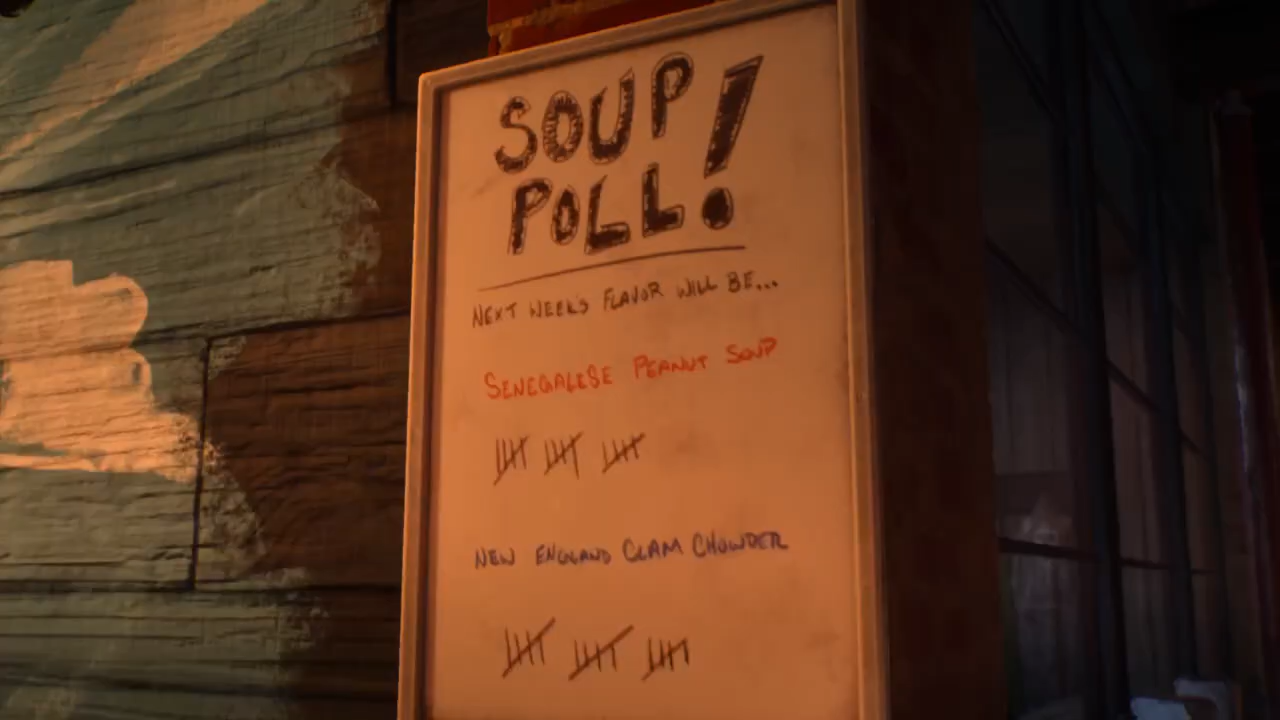 SOUP
POLL!
NEXT WEEK'S FLAVOR WILL BE...
SENEGALESE PEANUT SOUP
NEW ENGLAND CLAM CHOWDER